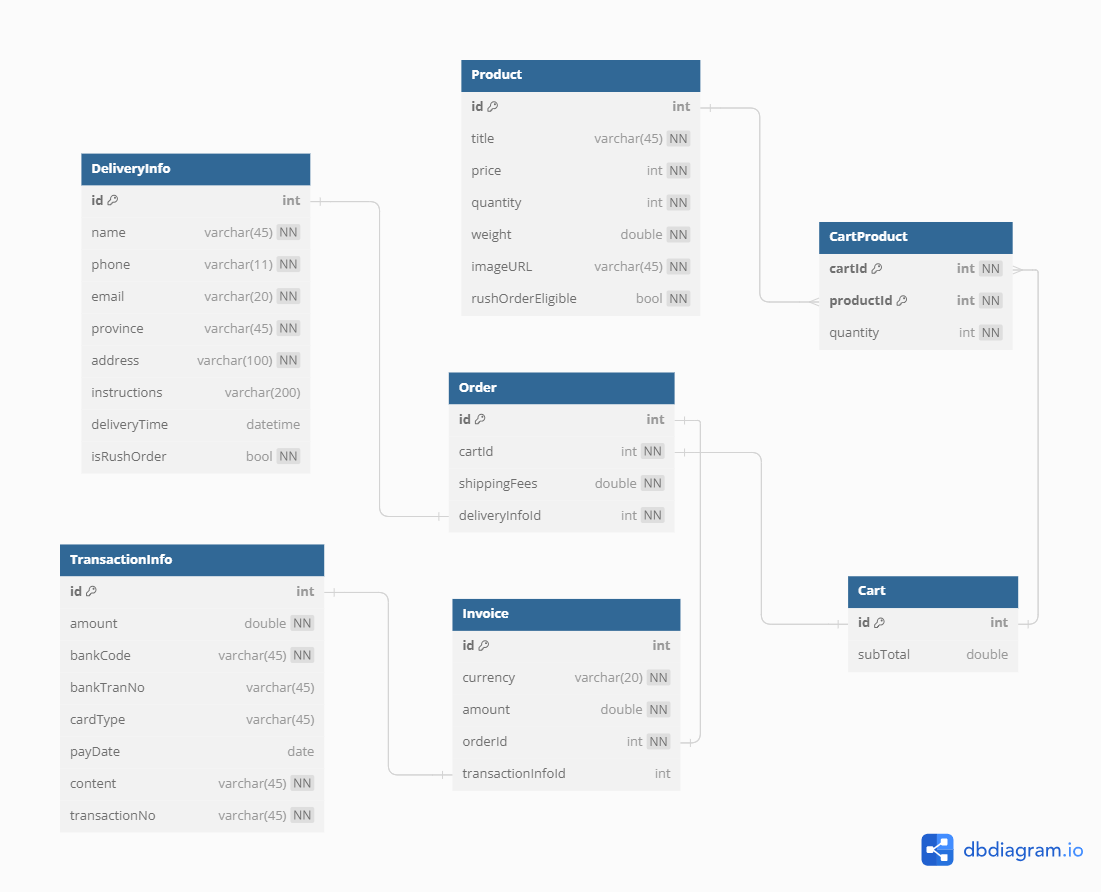 Product
id int
title varchar(45) NN
price int NN
quantity int NN
weight double NN
imageURL varchar(45) NN
rushOrderEligible bool NN
DeliveryInfo
id int
name varchar(45) NN
phone varchar(11) NN
email varchar(20) NN
province varchar(45) NN
address varchar(100) NN
instructions varchar(200)
deliveryTime datetime
isRushOrder bool NN
CartProduct
cartId int NN
productId int NN
quantity int NN
Order
id int
cartId int NN
shippingFees double NN
deliveryInfoId int NN
TransactionInfo
id int
amount double NN
bankCode varchar(45) NN
bankTranNo varchar(45)
cardType varchar(45)
payDate date
content varchar(45) NN
transactionNo varchar(45) NN
Invoice
id int
currency varchar(20) NN
amount double NN
orderId int NN
transactionInfoId int
Cart
id int
subTotal double
dbdiagram.io